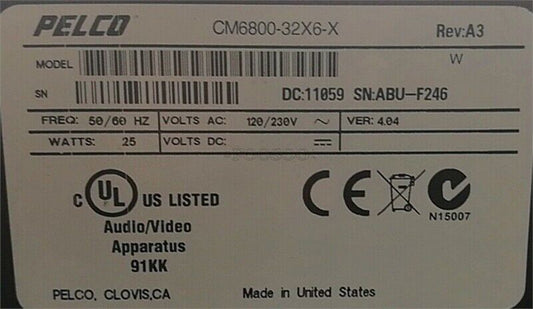 PELCO CM6800-32X6-X Rev:A3
MODEL W
SN DC:11059 SN:ABU-F246
FREQ: 50/60 HZ VOLTS AC: 120/230V ~ VER: 4.04
WATTS: 25 VOLTS DC:
C UL US LISTED
Audio/Video
Apparatus
91KK
CE
N15007
PELCO, CLOVIS,CA Made in United States